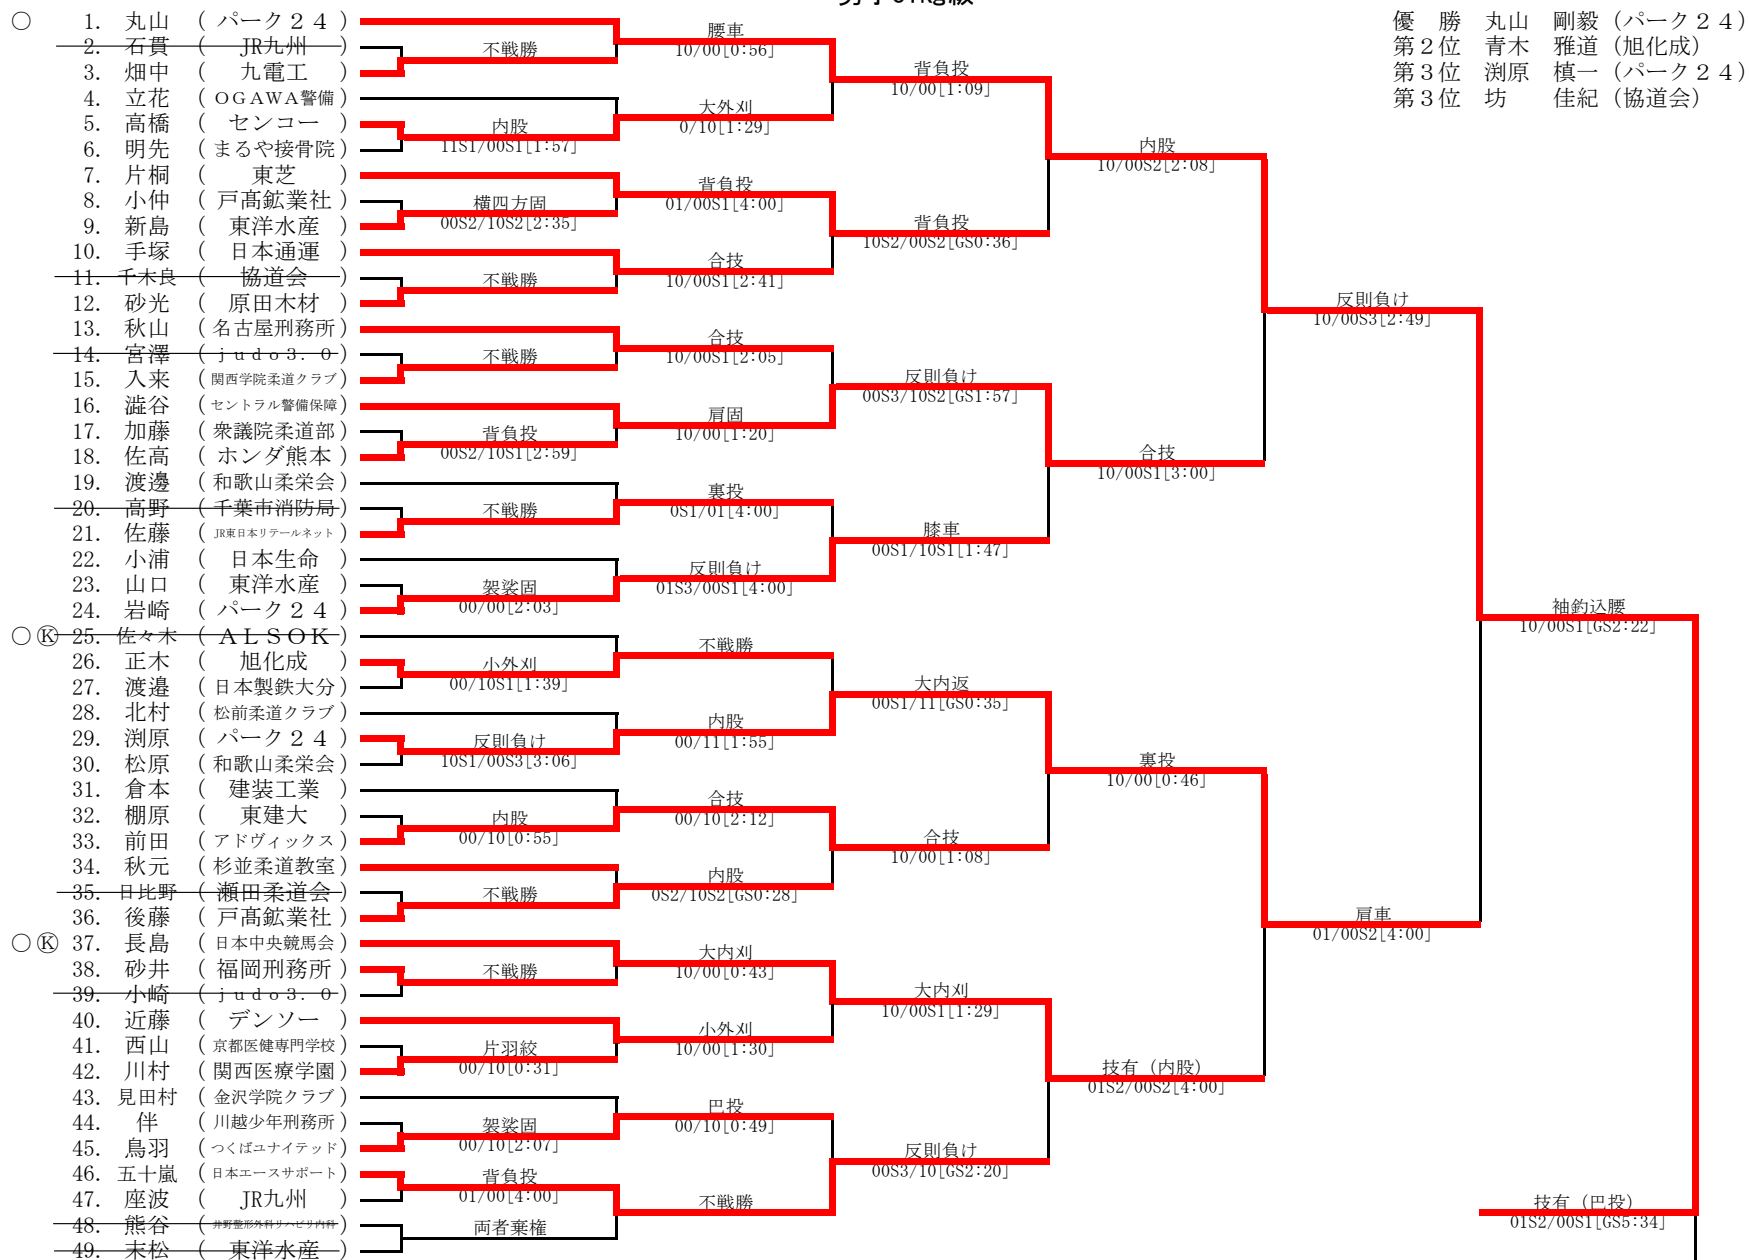 優　勝　丸山　剛毅（パーク２４）
第２位　青木　雅道（旭化成）
第３位　渕原　槙一（パーク２４）
第３位　坊　　佳紀（協道会）
○ 1. 丸山 （ パーク２４ ）
2. 石貫 （ JR九州 ）
3. 畑中 （ 九電工 ）
4. 立花 （ ＯＧＡＷＡ警備 ）
5. 高橋 （ センコー ）
6. 明先 （ まるや接骨院 ）
7. 片桐 （ 東芝 ）
8. 小仲 （ 戸髙鉱業社 ）
9. 新島 （ 東洋水産 ）
10. 手塚 （ 日本通運 ）
11. 千木良 （ 協道会 ）
12. 砂光 （ 原田木材 ）
13. 秋山 （ 名古屋刑務所 ）
14. 宮澤 （ ｊｕｄｏ３．０ ）
15. 入来 （ 関西学院柔道クラブ ）
16. 澁谷 （ セントラル警備保障 ）
17. 加藤 （ 衆議院柔道部 ）
18. 佐高 （ ホンダ熊本 ）
19. 渡邊 （ 和歌山柔栄会 ）
20. 高野 （ 千葉市消防局 ）
21. 佐藤 （ JR東日本リテールネット ）
22. 小浦 （ 日本生命 ）
23. 山口 （ 東洋水産 ）
24. 岩崎 （ パーク２４ ）
○Ⓚ 25. 佐々木 （ ＡＬＳＯＫ ）
26. 正木 （ 旭化成 ）
27. 渡邉 （ 日本製鉄大分 ）
28. 北村 （ 松前柔道クラブ ）
29. 渕原 （ パーク２４ ）
30. 松原 （ 和歌山柔栄会 ）
31. 倉本 （ 建装工業 ）
32. 棚原 （ 東建大 ）
33. 前田 （ アドヴィックス ）
34. 秋元 （ 杉並柔道教室 ）
35. 日比野 （ 瀬田柔道会 ）
36. 後藤 （ 戸髙鉱業社 ）
○Ⓚ 37. 長島 （ 日本中央競馬会 ）
38. 砂井 （ 福岡刑務所 ）
39. 小崎 （ ｊｕｄｏ３．０ ）
40. 近藤 （ デンソー ）
41. 西山 （ 京都医健専門学校 ）
42. 川村 （ 関西医療学園 ）
43. 見田村 （ 金沢学院クラブ ）
44. 伴 （ 川越少年刑務所 ）
45. 鳥羽 （ つくばユナイテッド ）
46. 五十嵐 （ 日本エースサポート ）
47. 座波 （ JR九州 ）
48. 熊谷 （ 井野整形外科リハビリ内科 ）
49. 末松 （ 東洋水産 ）
不戦勝
内股
11S1/00S1[1:57]
横四方固
00S2/10S2[2:35]
不戦勝
不戦勝
背負投
00S2/10S1[2:59]
不戦勝
袈裟固
00/00[2:03]
小外刈
00/10S1[1:39]
反則負け
10S1/00S3[3:06]
内股
00/10[0:55]
不戦勝
不戦勝
片羽絞
00/10[0:31]
袈裟固
00/10[2:07]
背負投
01/00[4:00]
両者棄権
腰車
10/00[0:56]
大外刈
0/10[1:29]
背負投
01/00S1[4:00]
合技
10/00S1[2:41]
合技
10/00S1[2:05]
肩固
10/00[1:20]
裏投
0S1/01[4:00]
反則負け
01S3/00S1[4:00]
不戦勝
内股
00/11[1:55]
合技
00/10[2:12]
内股
0S2/10S2[GS0:28]
大内刈
10/00[0:43]
小外刈
10/00[1:30]
巴投
00/10[0:49]
不戦勝
背負投
10/00[1:09]
背負投
10S2/00S2[GS0:36]
反則負け
00S3/10S2[GS1:57]
膝車
00S1/10S1[1:47]
大内返
00S1/11[GS0:35]
合技
10/00[1:08]
大内刈
10/00S1[1:29]
反則負け
00S3/10[GS2:20]
内股
10/00S2[2:08]
合技
10/00S1[3:00]
裏投
10/00[0:46]
技有（内股）
01S2/00S2[4:00]
反則負け
10/00S3[2:49]
肩車
01/00S2[4:00]
袖釣込腰
10/00S1[GS2:22]
技有（巴投）
01S2/00S1[GS5:34]